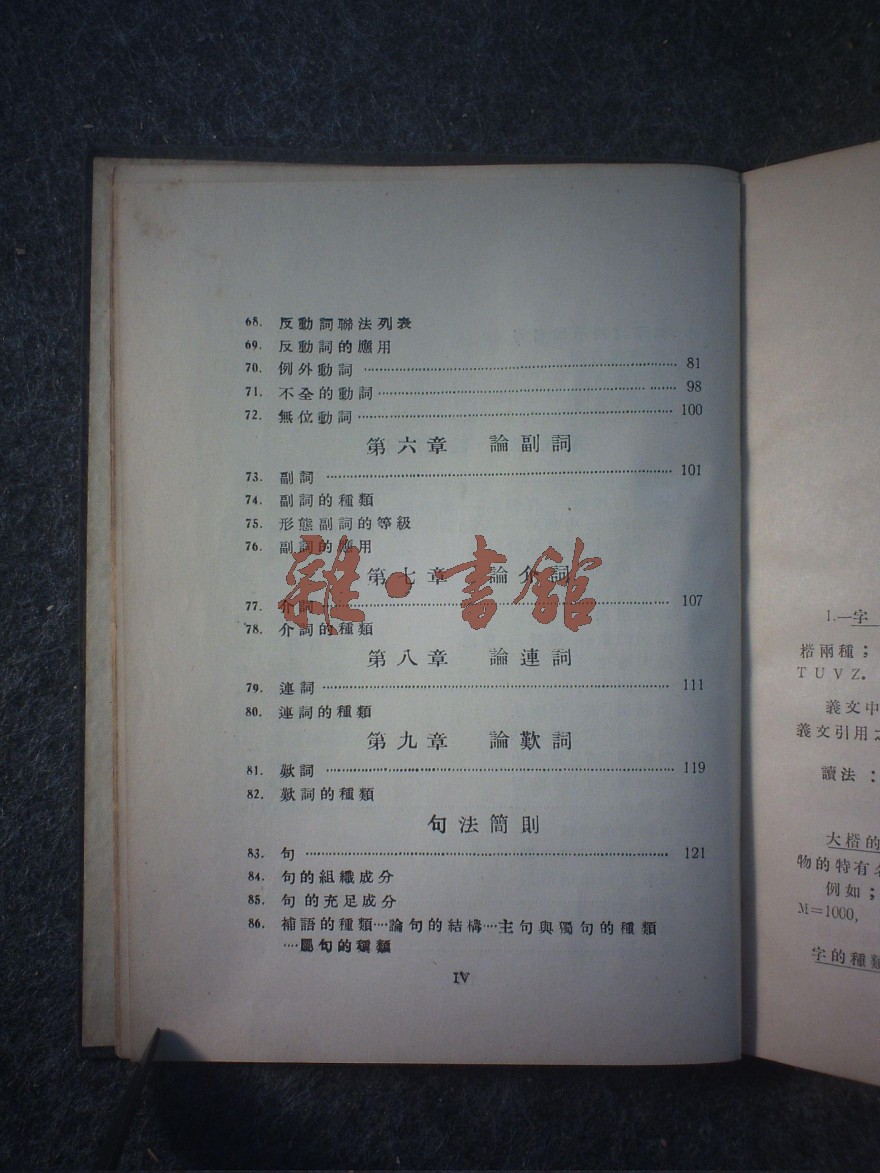 68. 反動詞聯法列表
69. 反動詞的應用
70. 例外動詞 81
71. 不全的動詞 98
72. 無位動詞 100
第六章 論副詞
73. 副詞 101
74. 副詞的種類
75. 形態副詞的等級
76. 副詞的應用
第七章 論介詞
77. 介詞 107
78. 介詞的種類
第八章 論連詞
79. 連詞 111
80. 連詞的種類
第九章 論歎詞
81. 歎詞 119
82. 歎詞的種類
句法簡則
83. 句 121
84. 句的組織成分
85. 句的充足成分
86. 補語的種類····論句的結構····主句與獨句的種類
····屬句的種類
IV
雜·書館
1.一字
楷兩種；
T U V Z.
義文中
義文引用之
讀法：
大楷的
物的特有名
例如；
M=1000,
字的種類